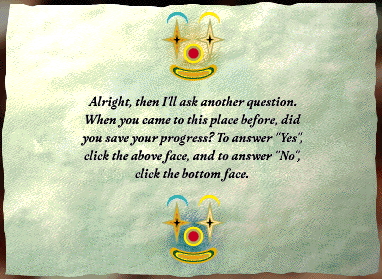 Alright, then I'll ask another question.
When you came to this place before, did
you save your progress? To answer "Yes",
click the above face, and to answer "No",
click the bottom face.